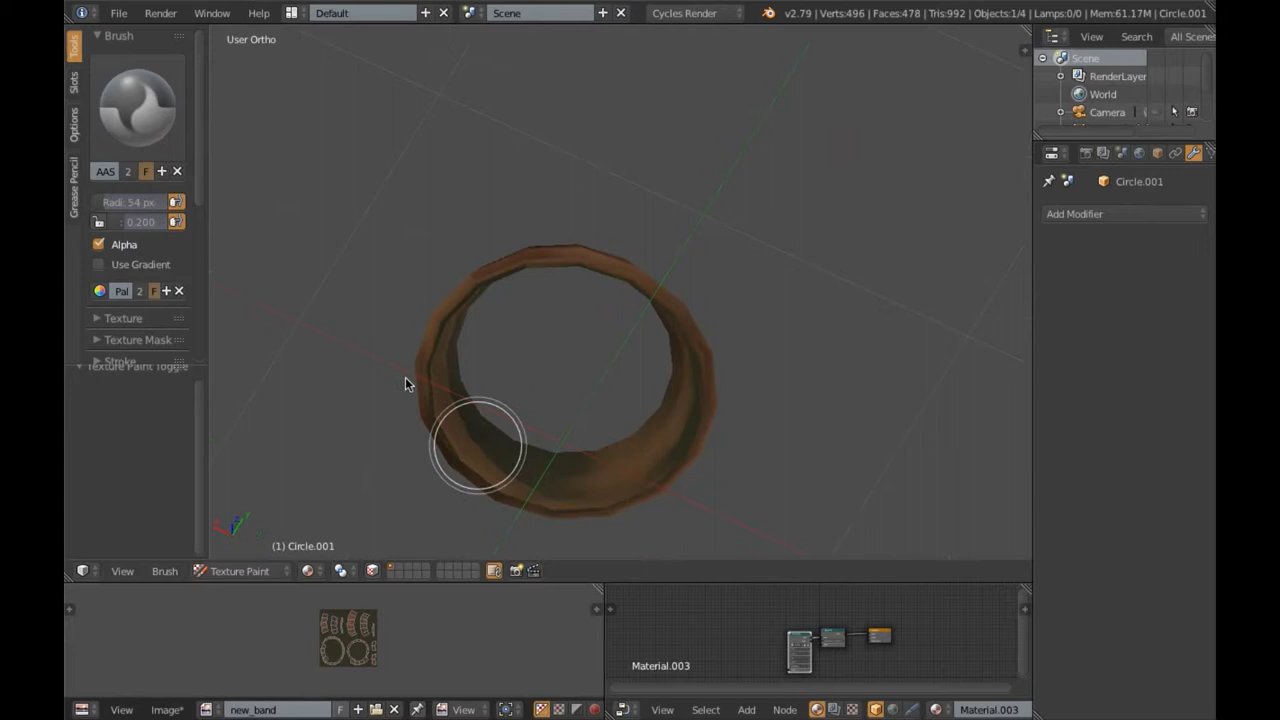 File Render Window Help Default Scene Cycles Render v2.79 | Verts:496 | Faces:478 | Tris:992 | Objects:1/4 | Lamps:0/0 | Mem:61.17M | Circle.001
Brush
User Ortho
View Search All Scenes
Scene
RenderLayer
World
Camera
Tools
Slots
Options
Grease Pencil
AAS 2 F
Radi: 54 px
: 0.200
Alpha
Use Gradient
Pal 2 F
Texture
Texture Mask
Stroke
Texture Paint Toggle
Circle.001
Add Modifier
(1) Circle.001
View Brush Texture Paint
Material.003
View Image* new_band F View
View Select Add Node Material.003